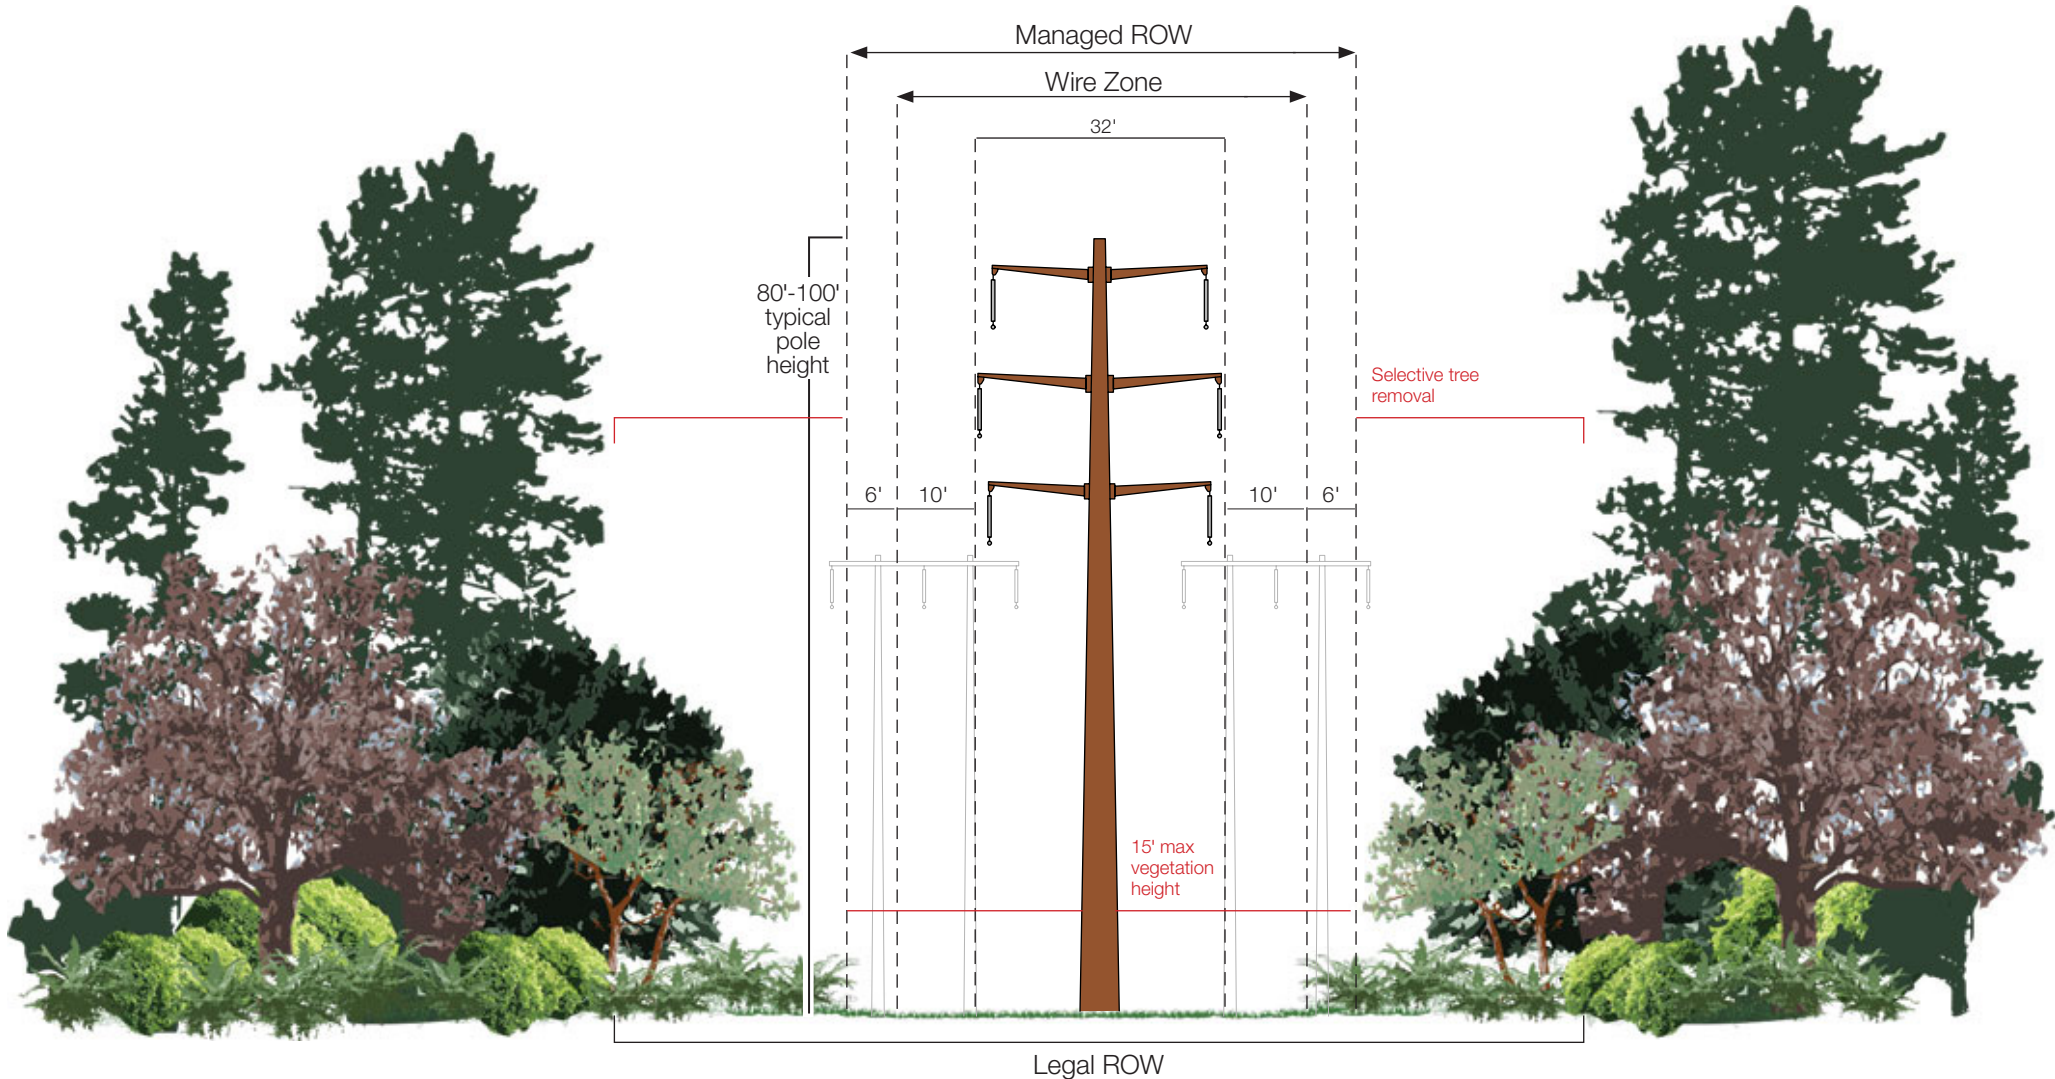 Managed ROW
Wire Zone
32'
80'-100'
typical
pole
height
Selective tree
removal
6'
10'
10'
6'
15' max
vegetation
height
Legal ROW